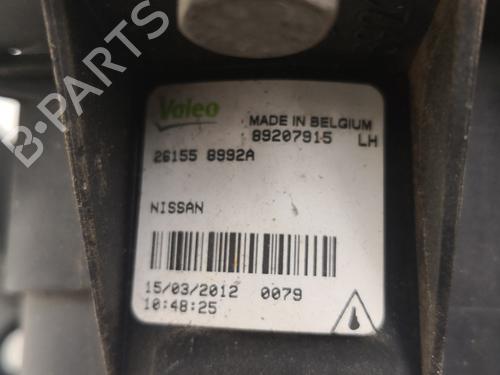 Valeo
MADE IN BELGIUM
89207915 LH
26155 8992A
NISSAN
15/03/2012 0079
10:48:25
B-PARTS